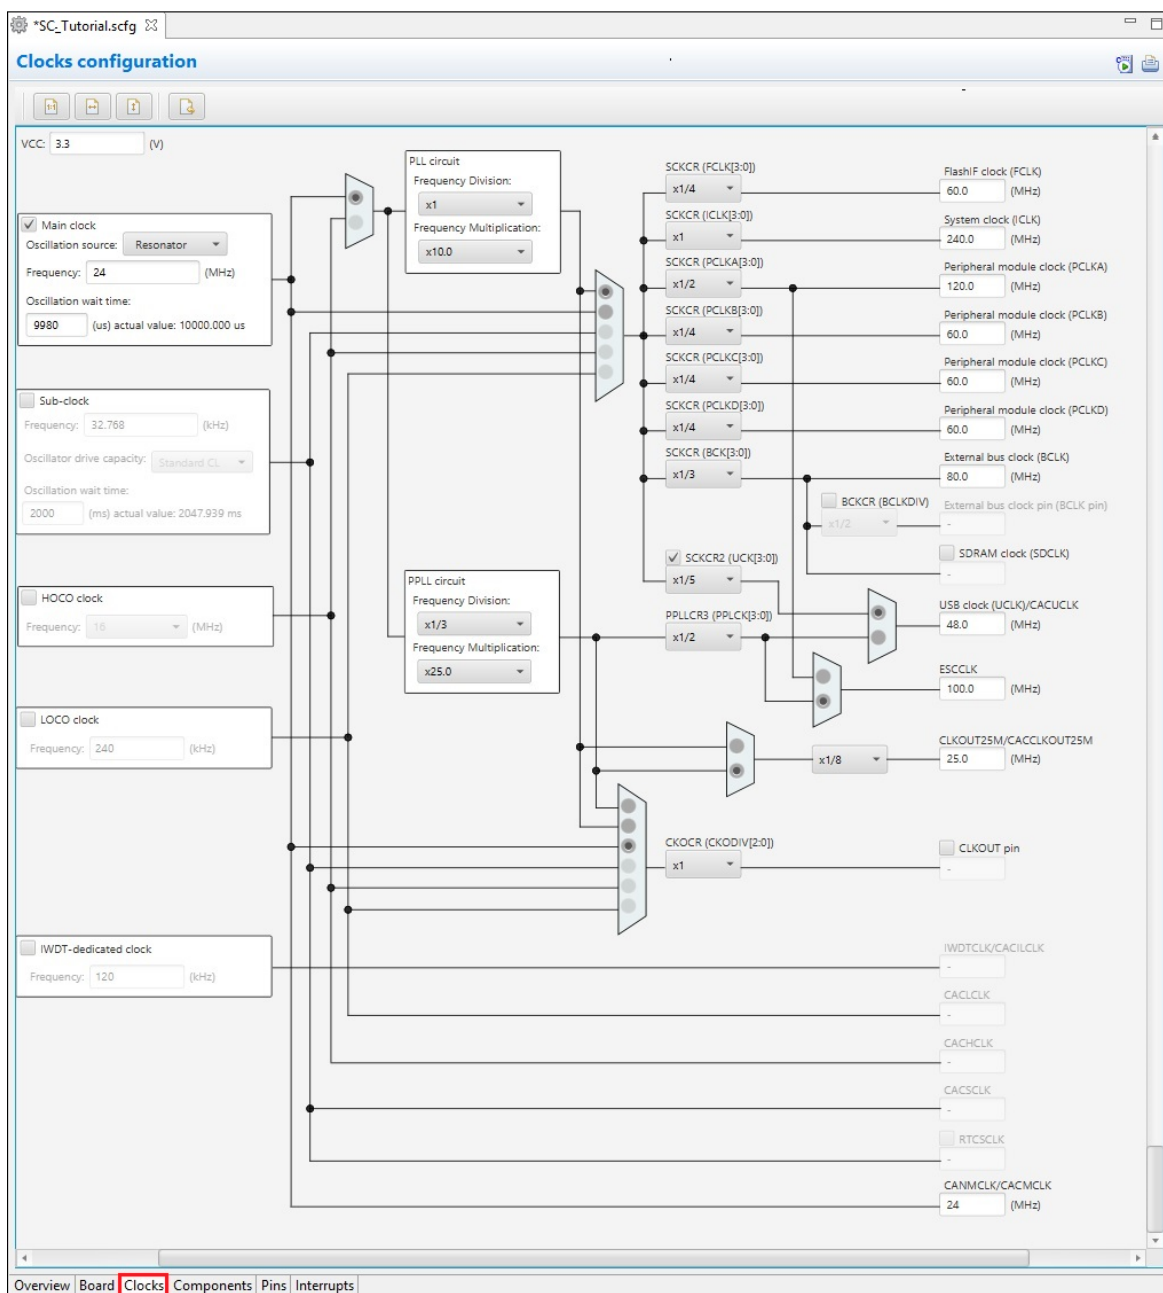 *SC_Tutorial.scfg
Clocks configuration
1:1
VCC: 3.3 (V)
Main clock
Oscillation source: Resonator
Frequency: 24 (MHz)
Oscillation wait time:
9980 (us) actual value: 10000.000 us
Sub-clock
Frequency: 32.768 (kHz)
Oscillator drive capacity: Standard CL
Oscillation wait time:
2000 (ms) actual value: 2047.939 ms
HOCO clock
Frequency: 16 (MHz)
LOCO clock
Frequency: 240 (kHz)
IWDT-dedicated clock
Frequency: 120 (kHz)
PLL circuit
Frequency Division:
x1
Frequency Multiplication:
x10.0
PPLL circuit
Frequency Division:
x1/3
Frequency Multiplication:
x25.0
SCKCR (FCLK[3:0])
x1/4
SCKCR (ICLK[3:0])
x1
SCKCR (PCLKA[3:0])
x1/2
SCKCR (PCLKB[3:0])
x1/4
SCKCR (PCLKC[3:0])
x1/4
SCKCR (PCLKD[3:0])
x1/4
SCKCR (BCK[3:0])
x1/3
BCKCR (BCLKDIV)
x1/2
SCKCR2 (UCK[3:0])
x1/5
PPLLCR3 (PPLCK[3:0])
x1/2
x1/8
CKOCR (CKODIV[2:0])
x1
FlashIF clock (FCLK)
60.0 (MHz)
System clock (ICLK)
240.0 (MHz)
Peripheral module clock (PCLKA)
120.0 (MHz)
Peripheral module clock (PCLKB)
60.0 (MHz)
Peripheral module clock (PCLKC)
60.0 (MHz)
Peripheral module clock (PCLKD)
60.0 (MHz)
External bus clock (BCLK)
80.0 (MHz)
External bus clock pin (BCLK pin)
-
SDRAM clock (SDCLK)
-
USB clock (UCLK)/CACUCLK
48.0 (MHz)
ESCCLK
100.0 (MHz)
CLKOUT25M/CACCLKOUT25M
25.0 (MHz)
CLKOUT pin
-
IWDTCLK/CACILCLK
-
CACLCLK
-
CACHCLK
-
CACSCLK
-
RTCSCLK
-
CANMCLK/CACMCLK
24 (MHz)
Overview Board Clocks Components Pins Interrupts